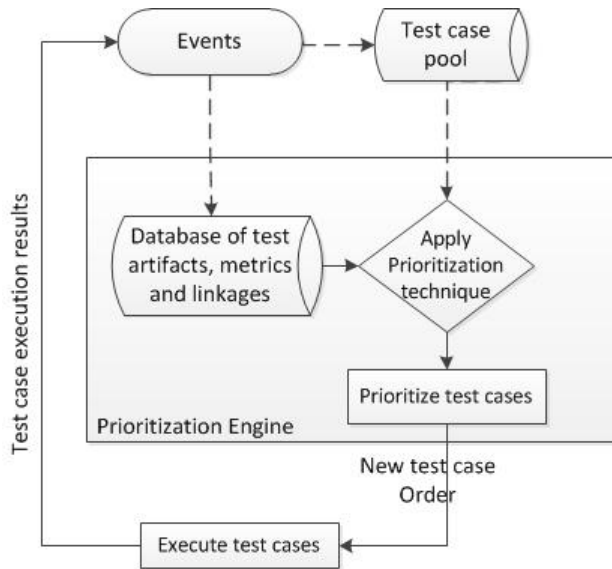 Events
Test case
pool
Database of test
artifacts, metrics
and linkages
Apply
Prioritization
technique
Prioritize test cases
Prioritization Engine
New test case
Order
Execute test cases
Test case execution results